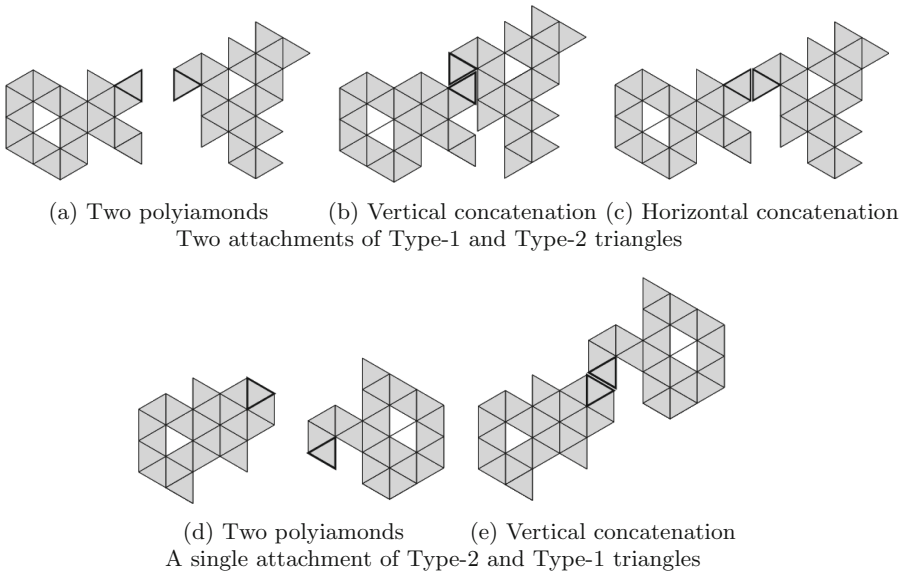 (a) Two polyiamonds (b) Vertical concatenation (c) Horizontal concatenation
Two attachments of Type-1 and Type-2 triangles
(d) Two polyiamonds (e) Vertical concatenation
A single attachment of Type-2 and Type-1 triangles